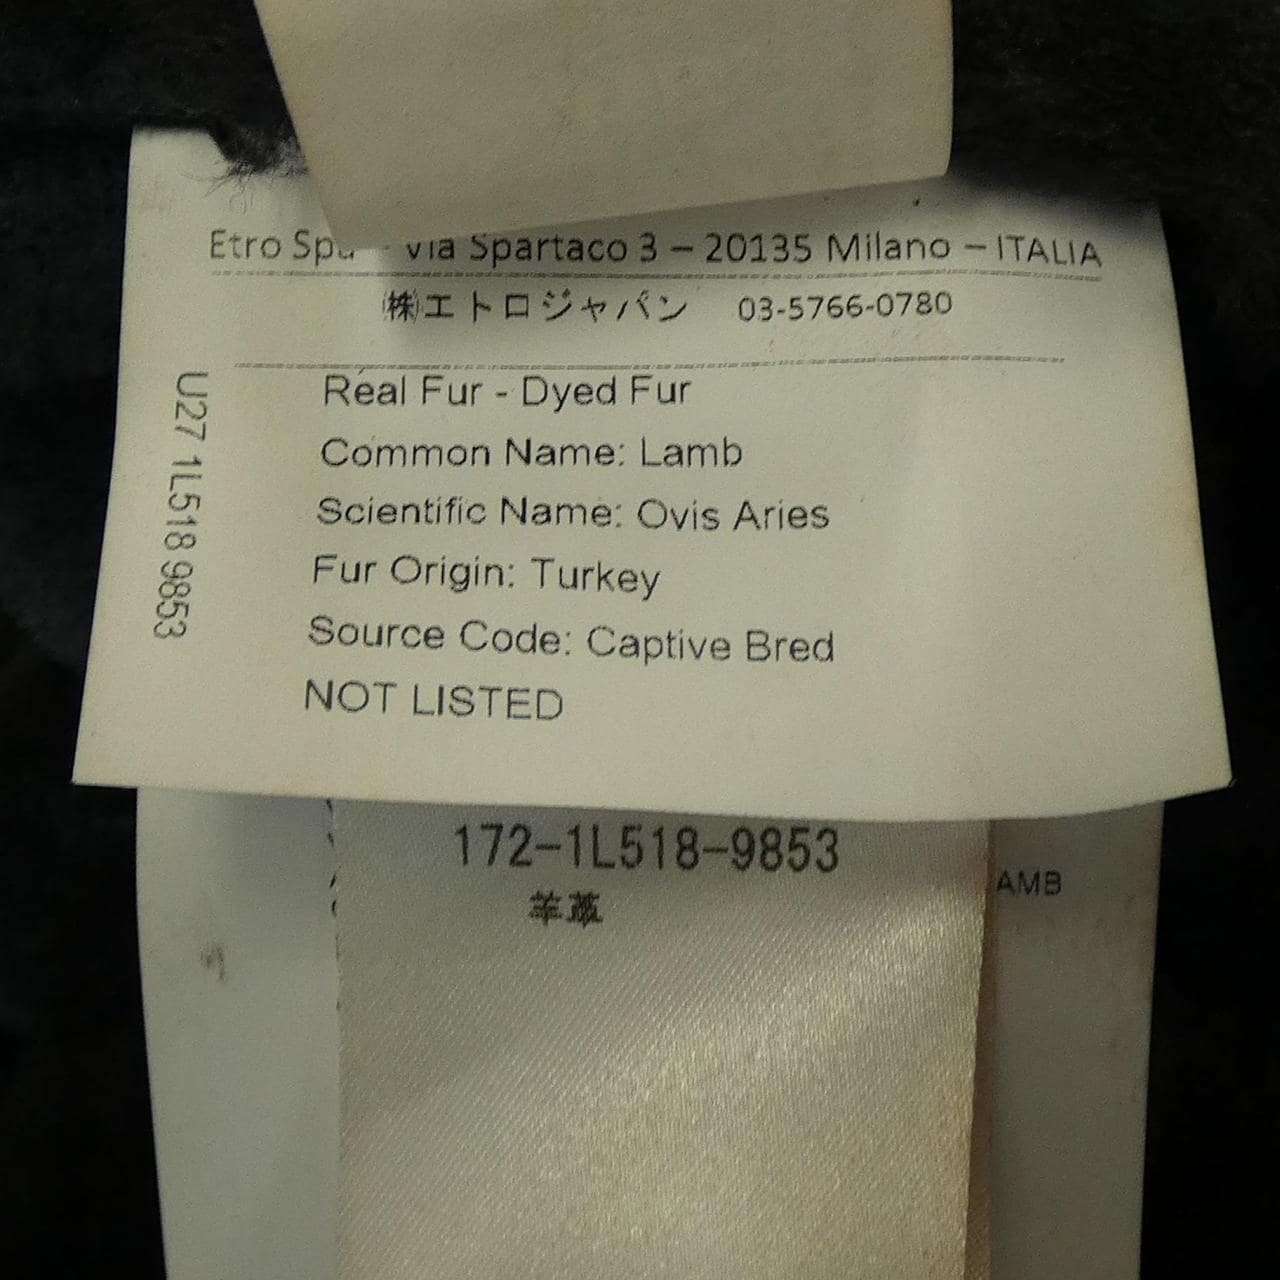 Etro Spa - Via Spartaco 3 – 20135 Milano – ITALIA
㈱エトロジャパン 03-5766-0780
Real Fur - Dyed Fur
Common Name: Lamb
Scientific Name: Ovis Aries
Fur Origin: Turkey
Source Code: Captive Bred
NOT LISTED
U27 1L518 9853
172-1L518-9853
羊革
AMB